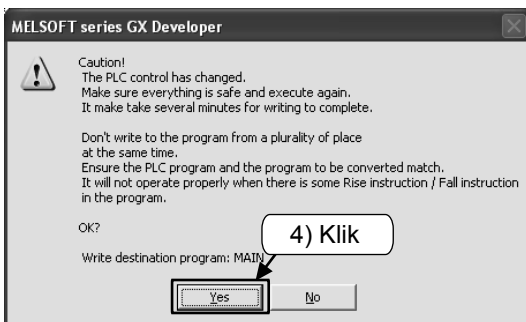 MELSOFT series GX Developer
Caution!
The PLC control has changed.
Make sure everything is safe and execute again.
It make take several minutes for writing to complete.
Don't write to the program from a plurality of place
at the same time.
Ensure the PLC program and the program to be converted match.
It will not operate properly when there is some Rise instruction / Fall instruction
in the program.
OK?
4) Klik
Write destination program: MAIN
Yes
No